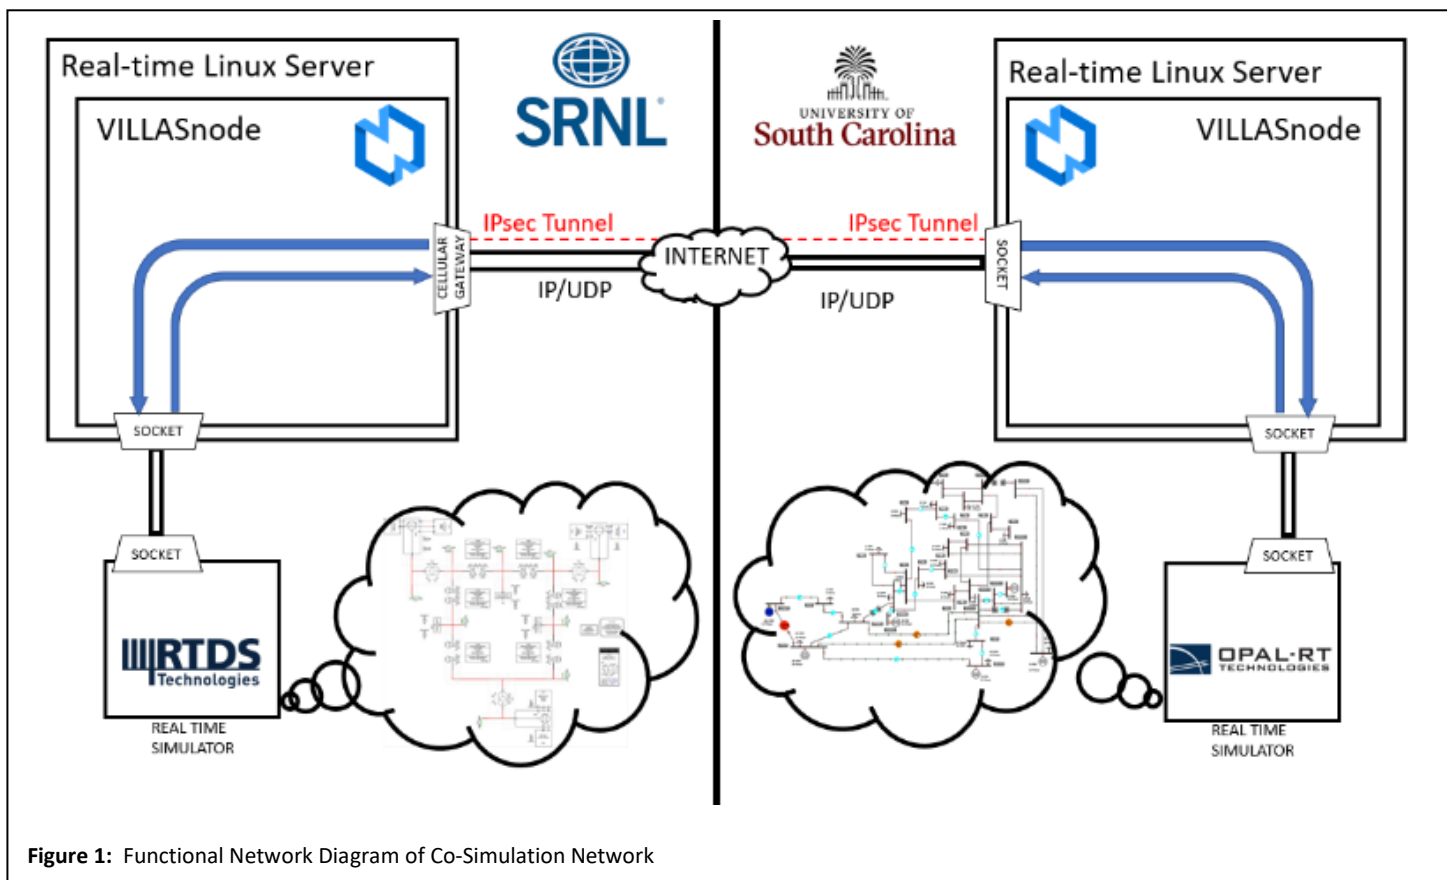 Real-time Linux Server
VILLASnode
SRNL
UNIVERSITY OF
South Carolina
Real-time Linux Server
VILLASnode
IPsec Tunnel
IPsec Tunnel
CELLULAR
GATEWAY
INTERNET
SOCKET
IP/UDP
IP/UDP
SOCKET
SOCKET
SOCKET
SOCKET
RTDS
Technologies
OPAL-RT
TECHNOLOGIES
REAL TIME
SIMULATOR
REAL TIME
SIMULATOR
Figure 1: Functional Network Diagram of Co-Simulation Network